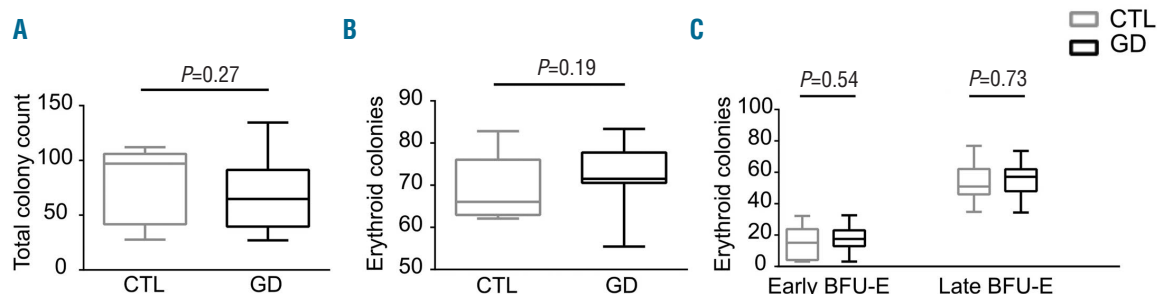 A
Total colony count
150
100
50
0
P=0.27
CTL
GD
B
Erythroid colonies
90
80
70
60
50
P=0.19
CTL
GD
C
CTL
GD
Erythroid colonies
100
80
60
40
20
0
P=0.54
P=0.73
Early BFU-E
Late BFU-E